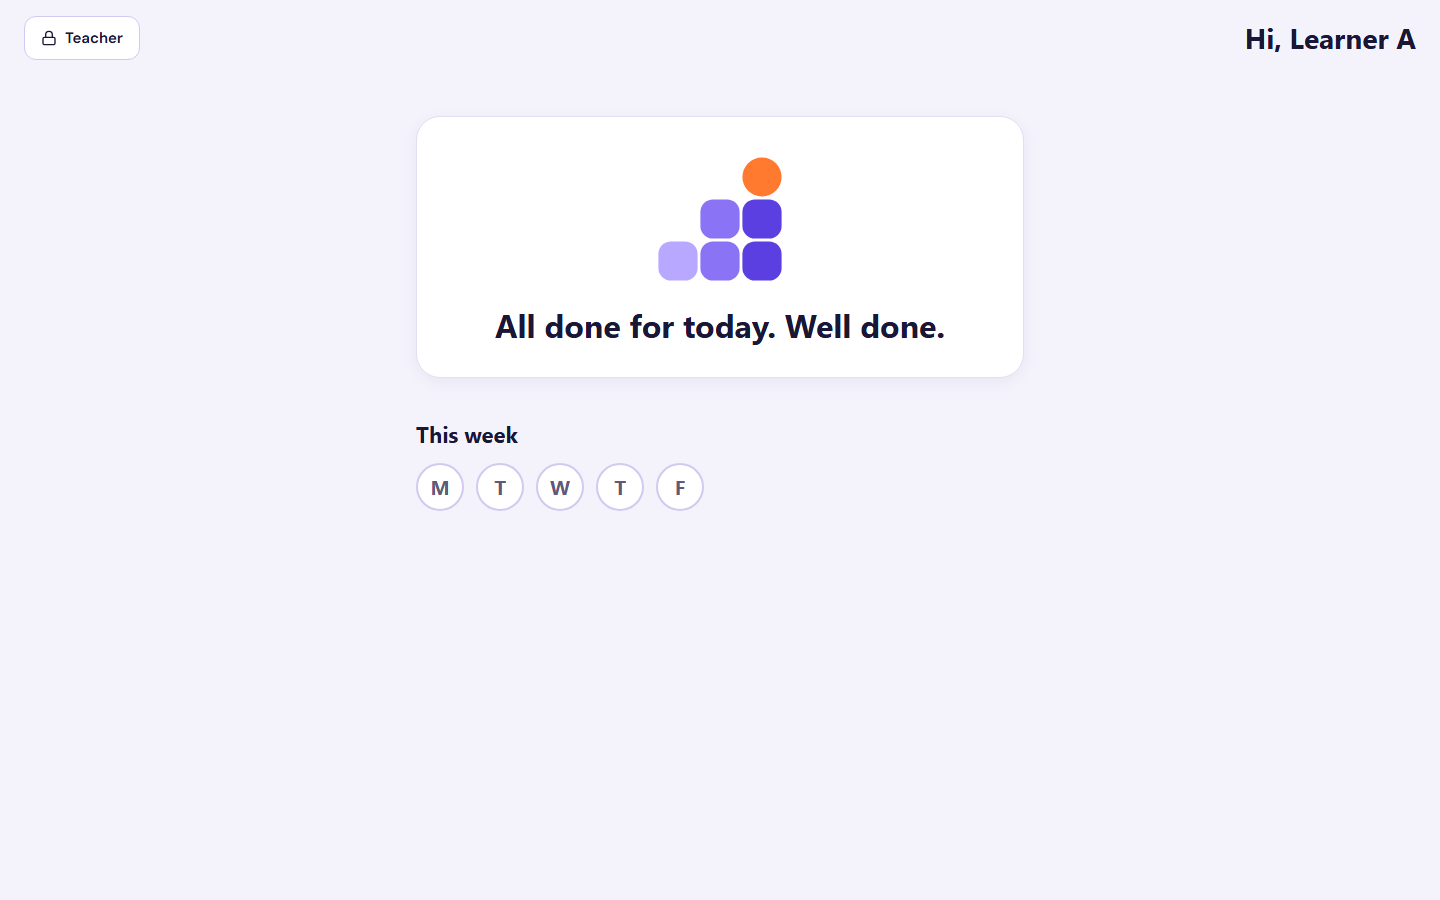 Teacher
Hi, Learner A
All done for today. Well done.
This week
M T W T F